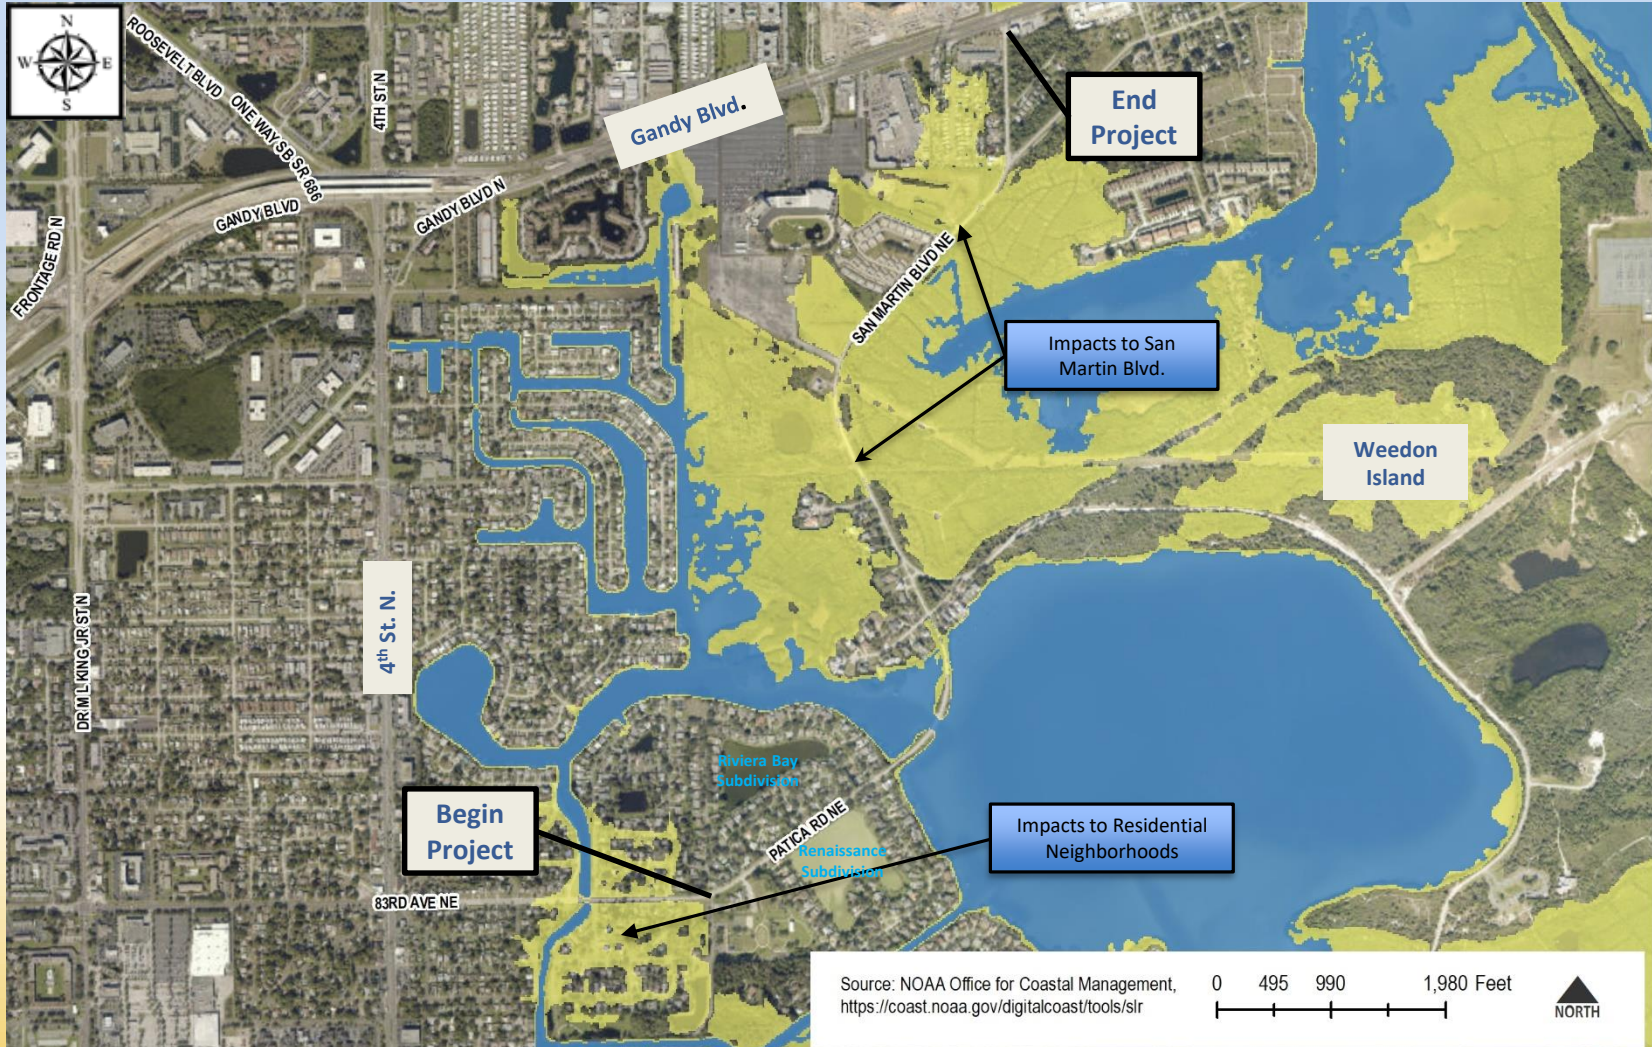 N
W
E
S
ROOSEVELT BLVD
ONE WAY SB SR 686
4TH ST N
Gandy Blvd.
End
Project
GANDY BLVD
GANDY BLVD N
FRONTAGE RD N
SAN MARTIN BLVD NE
Impacts to San
Martin Blvd.
Weedon
Island
4th St. N.
DR M L KING JR ST N
Riviera Bay
Subdivision
Begin
Project
PATICA RD NE
Renaissance
Subdivision
Impacts to Residential
Neighborhoods
83RD AVE NE
Source: NOAA Office for Coastal Management,
https://coast.noaa.gov/digitalcoast/tools/slr
0 495 990 1,980 Feet
NORTH